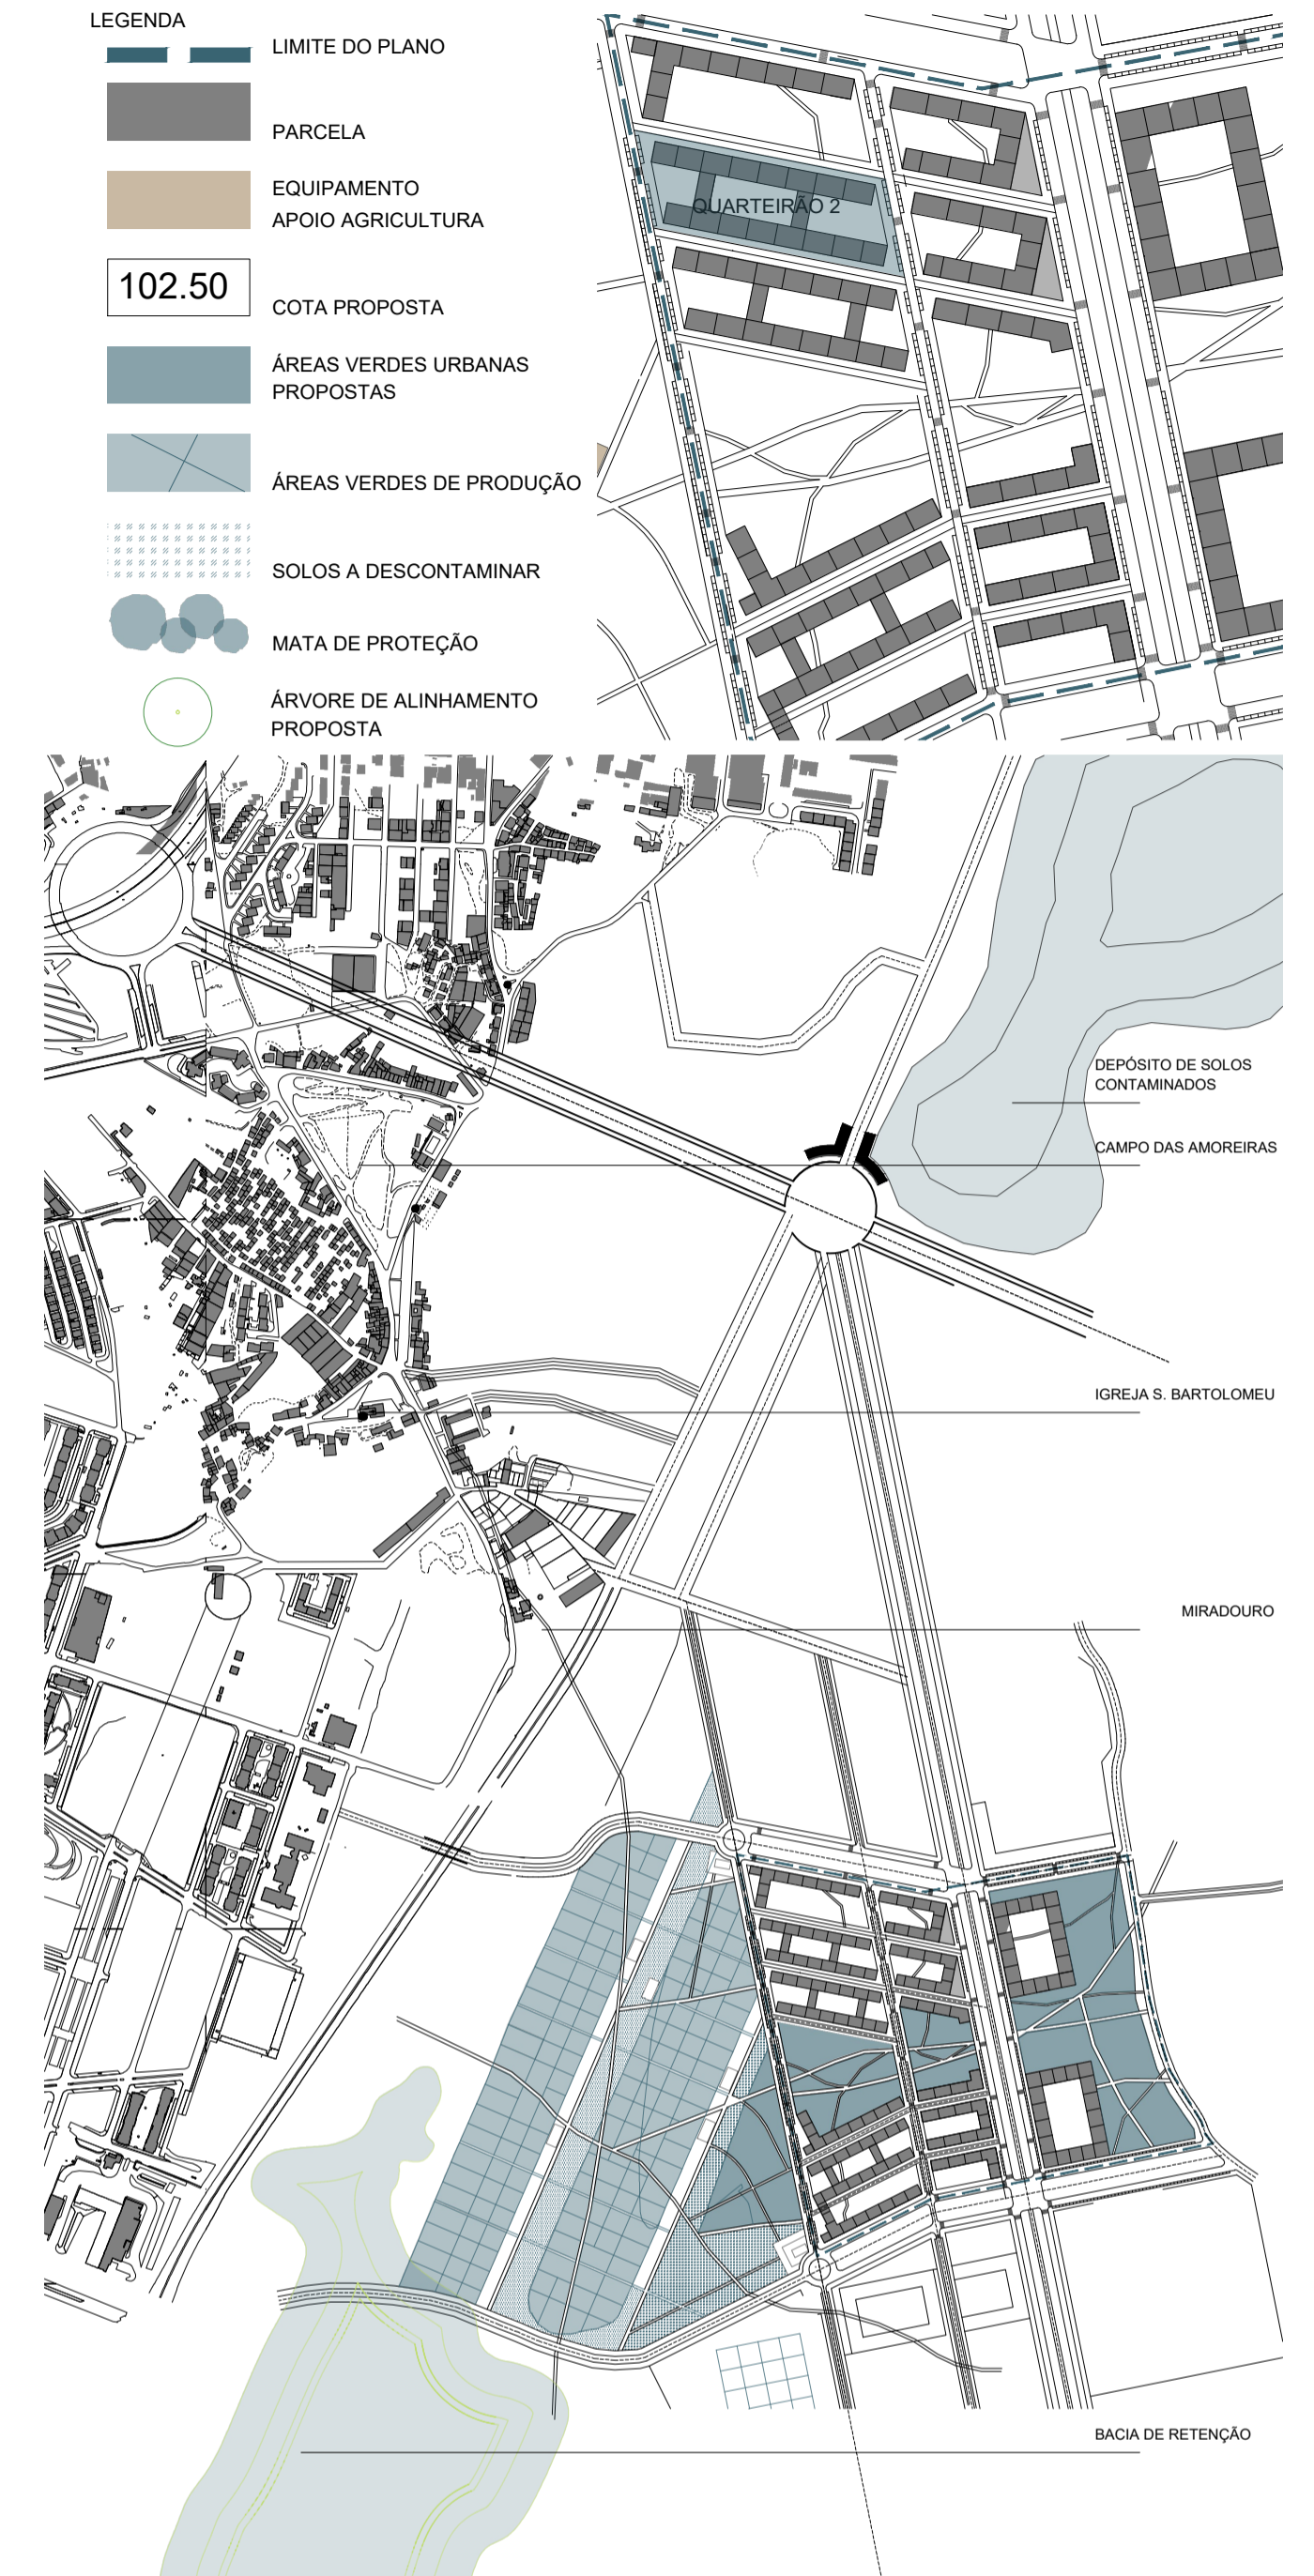 LEGENDA
LIMITE DO PLANO
PARCELA
EQUIPAMENTO
APOIO AGRICULTURA
102.50
COTA PROPOSTA
ÁREAS VERDES URBANAS
PROPOSTAS
ÁREAS VERDES DE PRODUÇÃO
SOLOS A DESCONTAMINAR
MATA DE PROTEÇÃO
ÁRVORE DE ALINHAMENTO
PROPOSTA
QUARTEIRÃO 2
DEPÓSITO DE SOLOS
CONTAMINADOS
CAMPO DAS AMOREIRAS
IGREJA S. BARTOLOMEU
MIRADOURO
BACIA DE RETENÇÃO